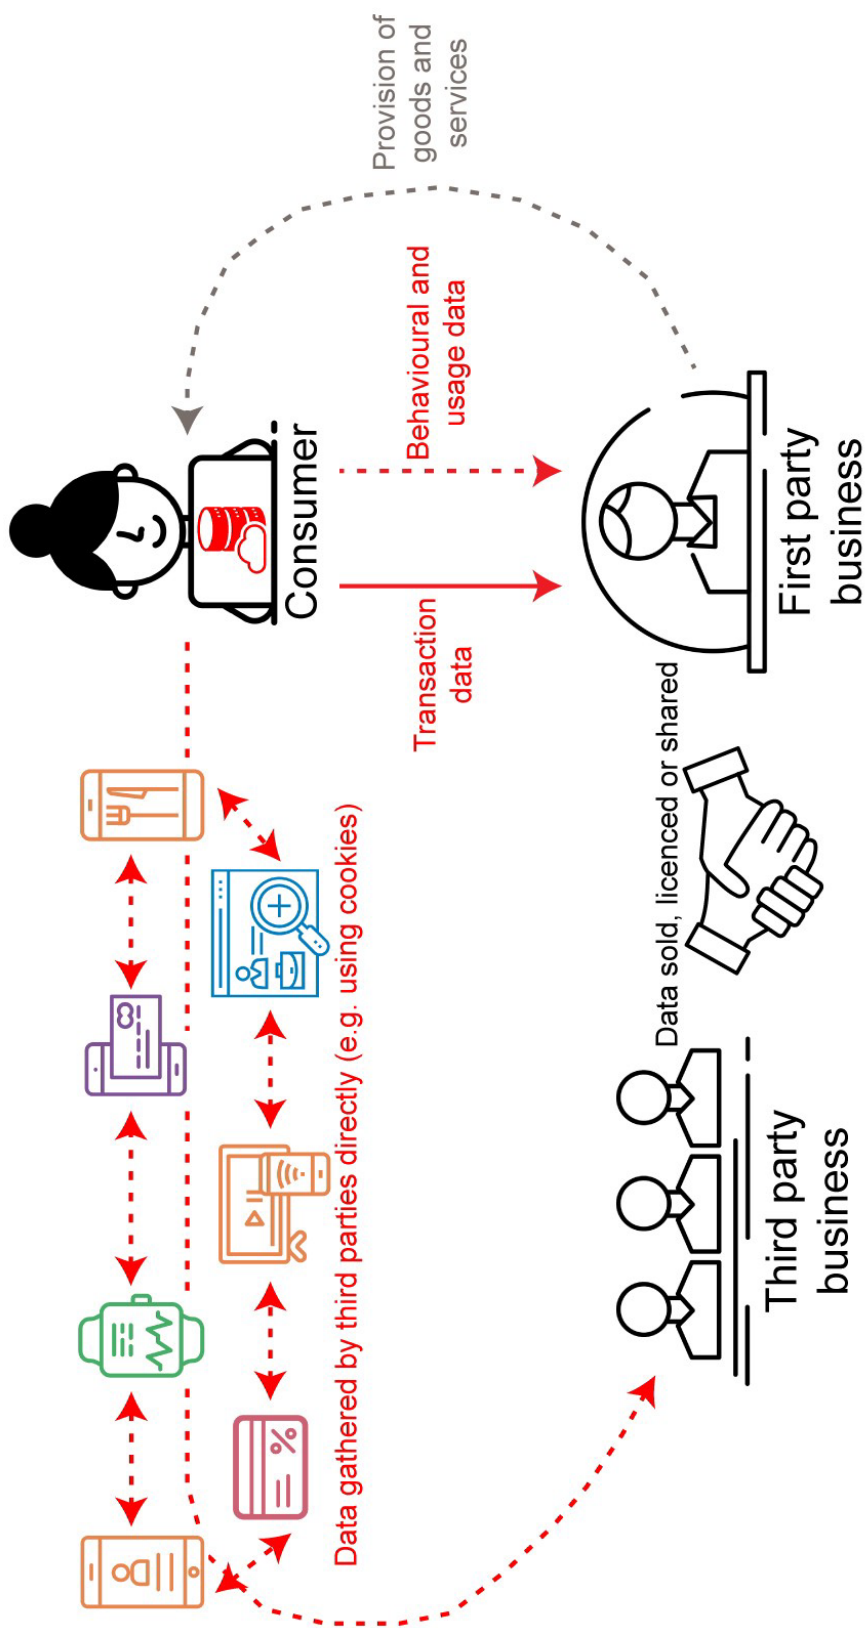 Consumer
Provision of
goods and
services
Behavioural and
usage data
Transaction
data
Data gathered by third parties directly (e.g. using cookies)
Data sold, licenced or shared
First party
business
Third party
business